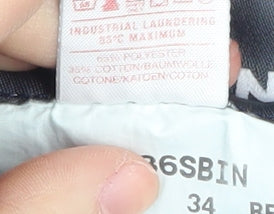 INDUSTRIAL LAUNDERING
85°C MAXIMUM
65% POLYESTER
35% COTTON/BAUMWOLLE
COTONE/KATOEN/COTON
36SBIN
34